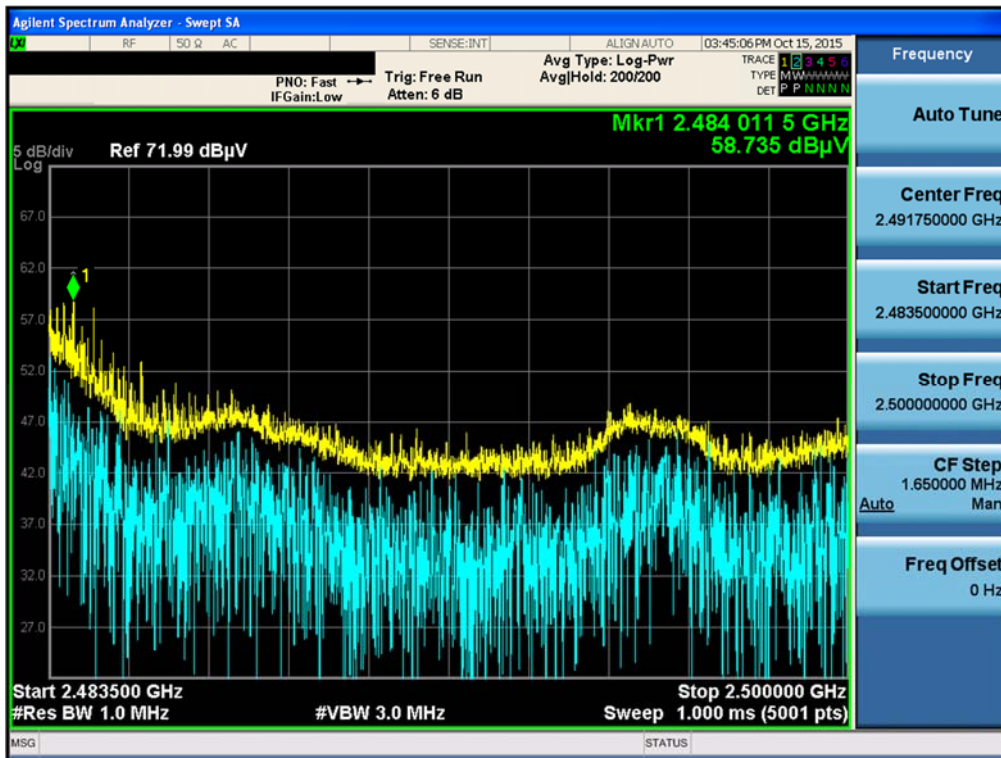 Agilent Spectrum Analyzer - Swept SA
LXI RF 50 Ω AC SENSE:INT ALIGN AUTO 03:45:06 PM Oct 15, 2015
Frequency
PNO: Fast
IFGain:Low
Trig: Free Run
Atten: 6 dB
Avg Type: Log-Pwr
Avg|Hold: 200/200
TRACE 1 2 3 4 5 6
TYPE M W W W W W
DET P P N N N N
Mkr1 2.484 011 5 GHz
58.735 dBµV
5 dB/div
Log
Ref 71.99 dBµV
1
67.0
62.0
57.0
52.0
47.0
42.0
37.0
32.0
27.0
Start 2.483500 GHz
Stop 2.500000 GHz
#Res BW 1.0 MHz
#VBW 3.0 MHz
Sweep 1.000 ms (5001 pts)
MSG
STATUS
Auto Tune
Center Freq
2.491750000 GHz
Start Freq
2.483500000 GHz
Stop Freq
2.500000000 GHz
CF Step
1.650000 MHz
Auto Man
Freq Offset
0 Hz